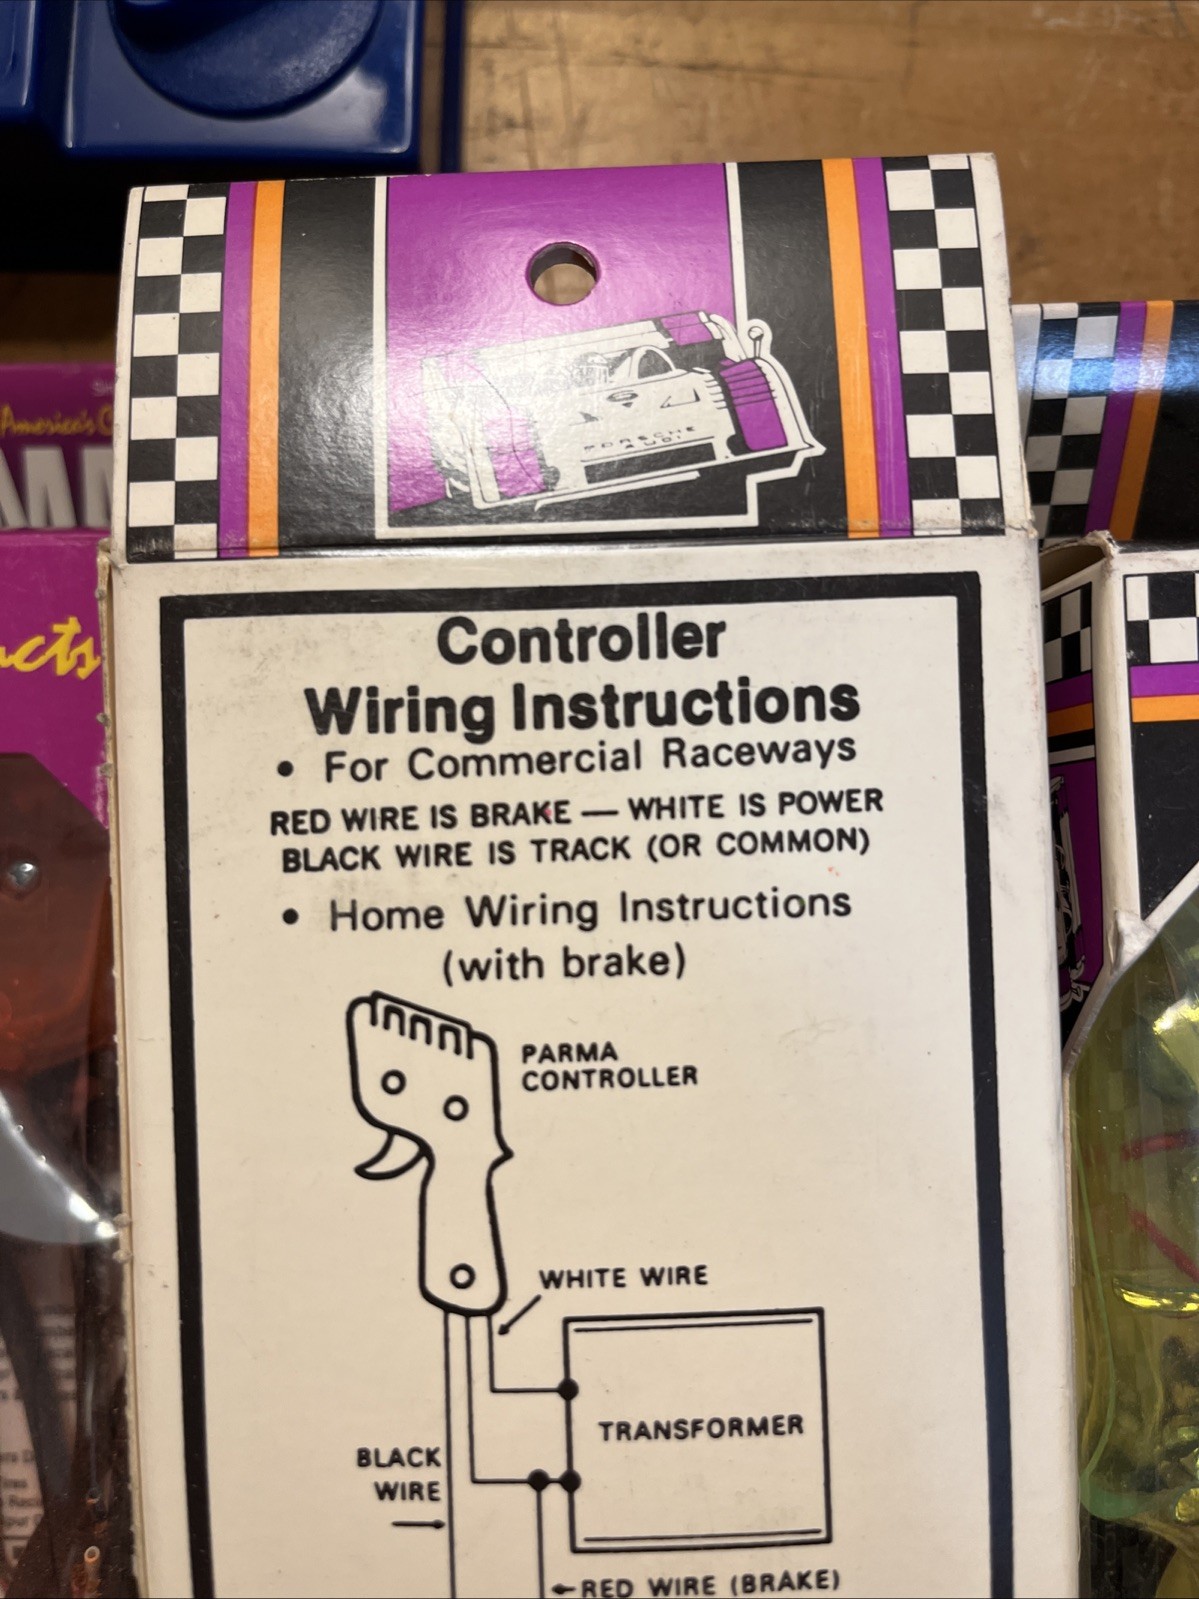 PORSCHE
AUDI
America's
Controller
Wiring Instructions
• For Commercial Raceways
RED WIRE IS BRAKE — WHITE IS POWER
BLACK WIRE IS TRACK (OR COMMON)
• Home Wiring Instructions
(with brake)
PARMA
CONTROLLER
WHITE WIRE
TRANSFORMER
BLACK
WIRE
RED WIRE (BRAKE)